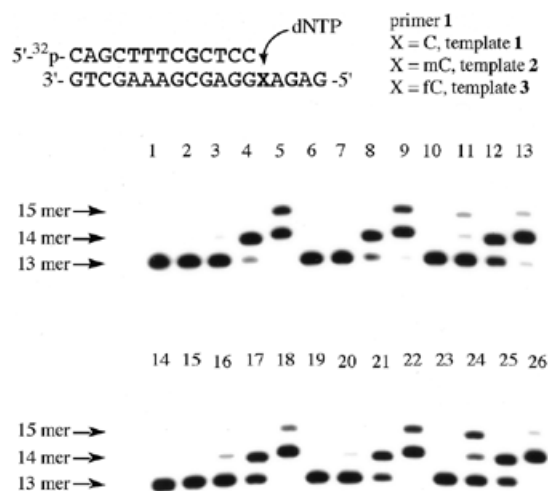 dNTP
5'-32p-CAGCTTTCGCTCC
3'-GTCGAAAGCGAGGXAGAG -5'
primer 1
X = C, template 1
X = mC, template 2
X = fC, template 3
1 2 3 4 5 6 7 8 9 10 11 12 13
15 mer
14 mer
13 mer
14 15 16 17 18 19 20 21 22 23 24 25 26
15 mer
14 mer
13 mer